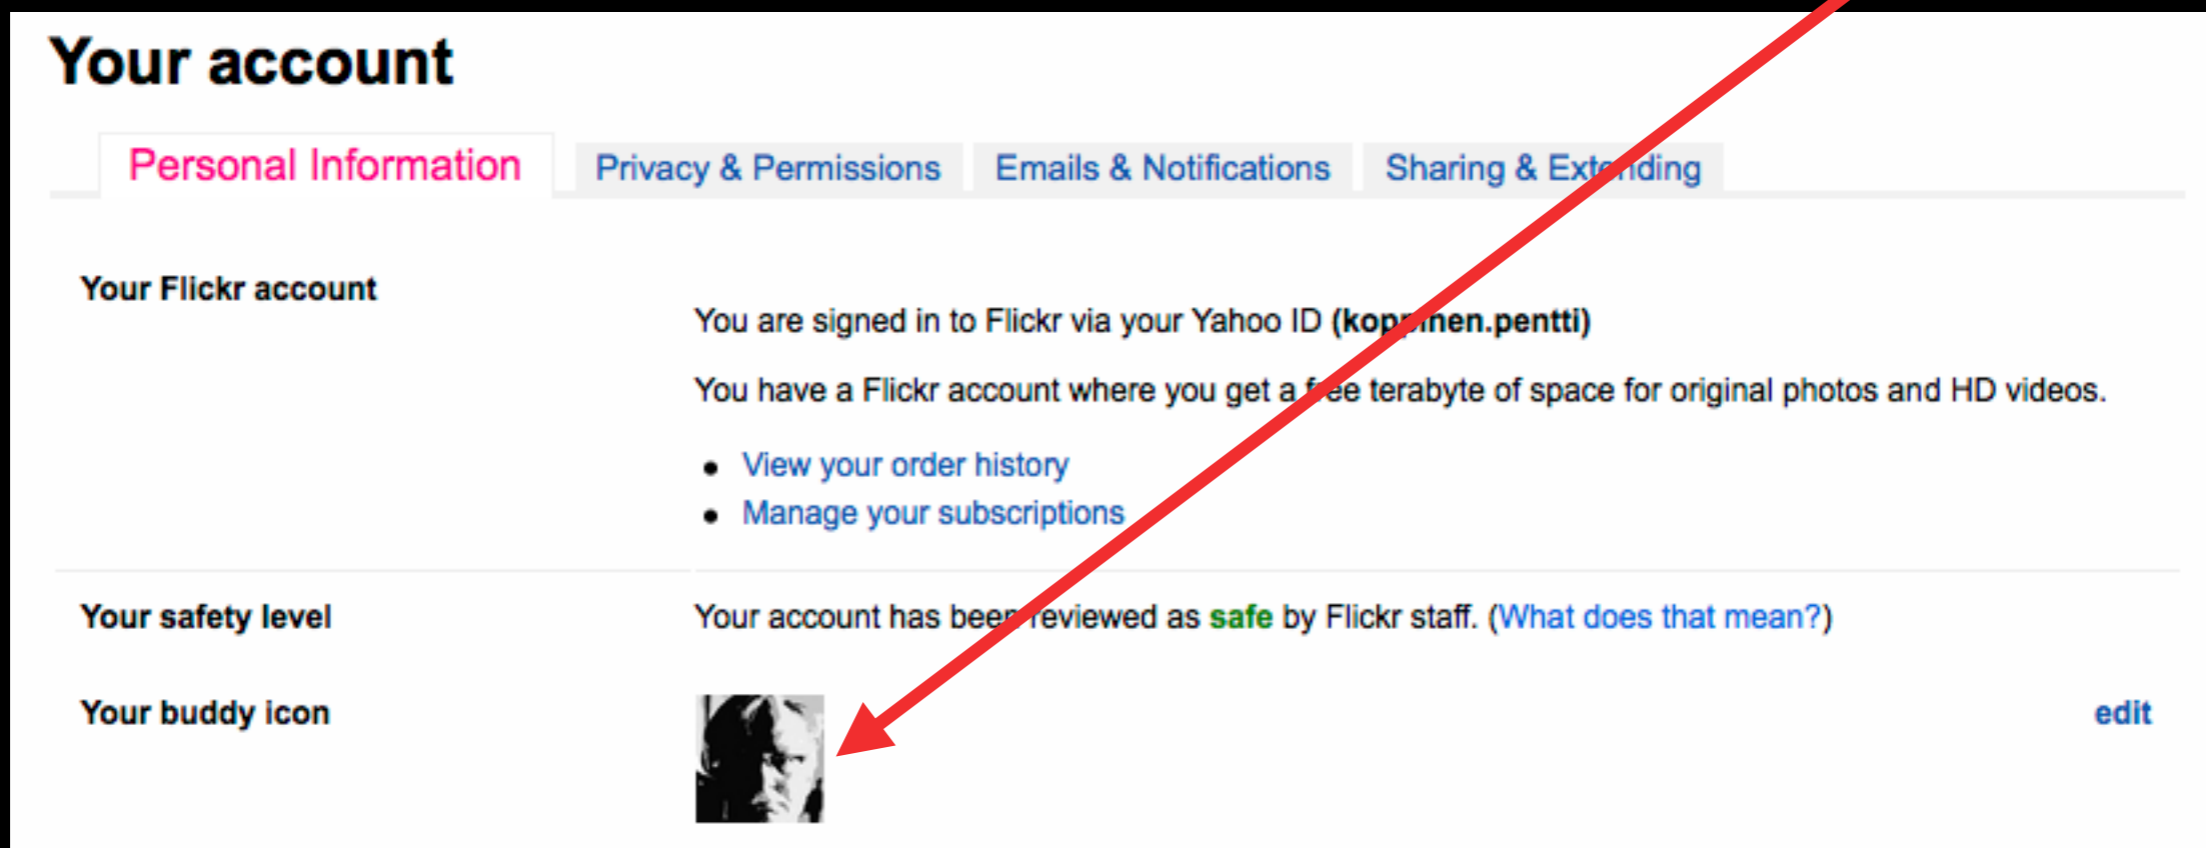 Your account
Personal Information Privacy & Permissions Emails & Notifications Sharing & Extending
Your Flickr account
You are signed in to Flickr via your Yahoo ID (koppinen.pentti)
You have a Flickr account where you get a free terabyte of space for original photos and HD videos.
• View your order history
• Manage your subscriptions
Your safety level Your account has been reviewed as safe by Flickr staff. (What does that mean?)
Your buddy icon edit